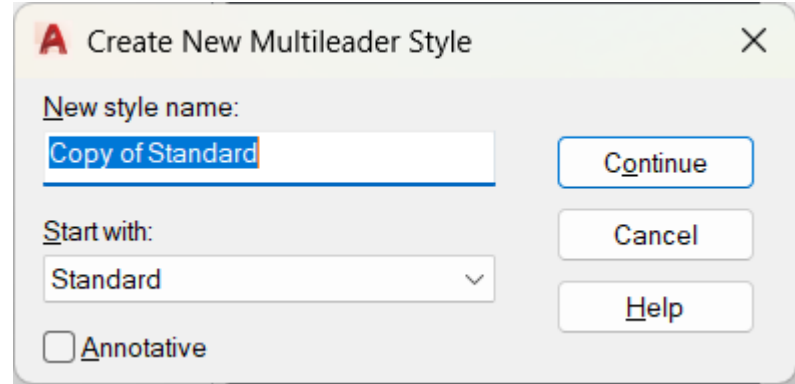 Create New Multileader Style
New style name:
Copy of Standard
Continue
Start with:
Cancel
Standard
Help
Annotative